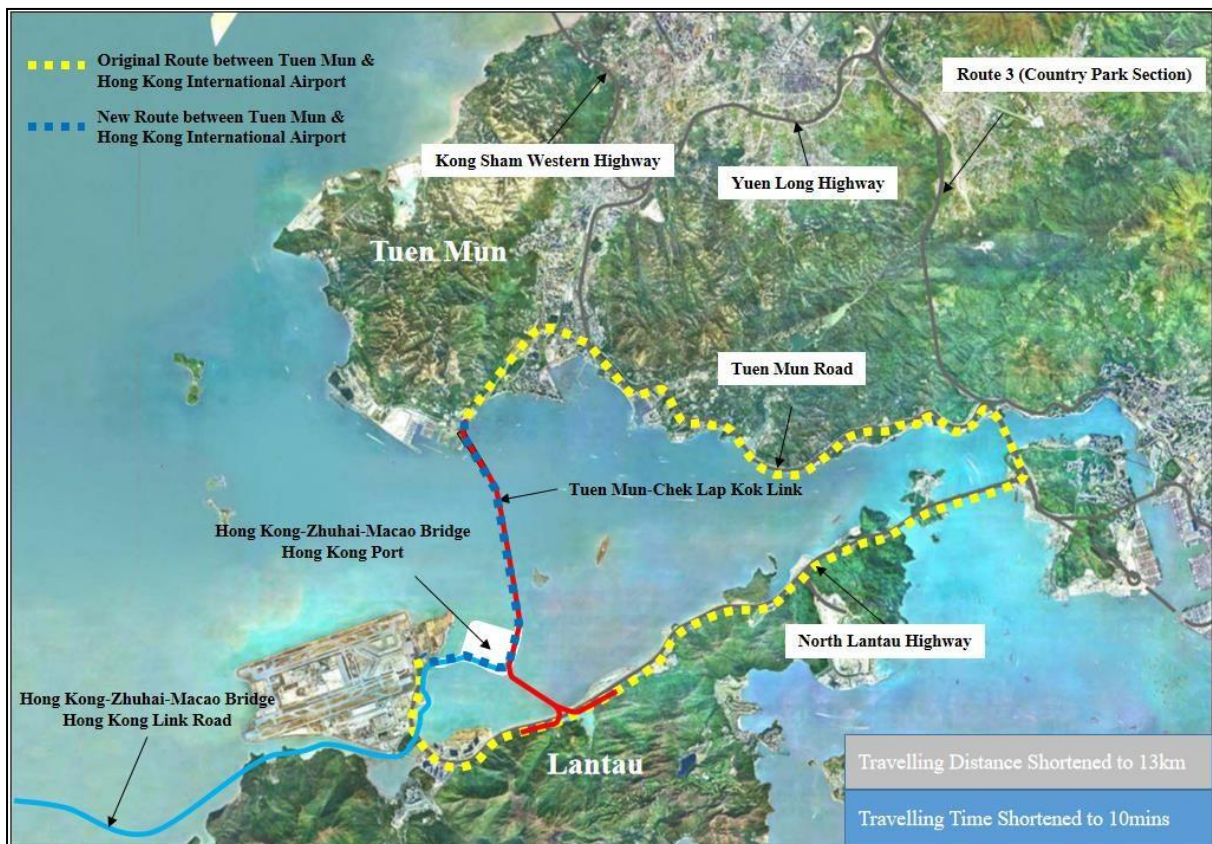 Original Route between Tuen Mun &
Hong Kong International Airport
New Route between Tuen Mun &
Hong Kong International Airport
Route 3 (Country Park Section)
Kong Sham Western Highway
Yuen Long Highway
Tuen Mun
Tuen Mun Road
Tuen Mun-Chek Lap Kok Link
Hong Kong-Zhuhai-Macao Bridge
Hong Kong Port
North Lantau Highway
Hong Kong-Zhuhai-Macao Bridge
Hong Kong Link Road
Lantau
Travelling Distance Shortened to 13km
Travelling Time Shortened to 10mins